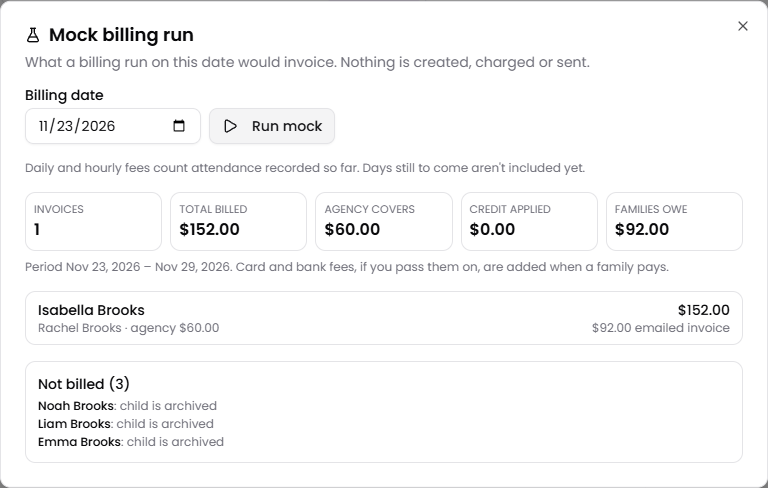 Mock billing run
What a billing run on this date would invoice. Nothing is created, charged or sent.
Billing date
11/23/2026
Run mock
Daily and hourly fees count attendance recorded so far. Days still to come aren't included yet.
INVOICES
1
TOTAL BILLED
$152.00
AGENCY COVERS
$60.00
CREDIT APPLIED
$0.00
FAMILIES OWE
$92.00
Period Nov 23, 2026 – Nov 29, 2026. Card and bank fees, if you pass them on, are added when a family pays.
Isabella Brooks
$152.00
Rachel Brooks · agency $60.00
$92.00 emailed invoice
Not billed (3)
Noah Brooks: child is archived
Liam Brooks: child is archived
Emma Brooks: child is archived